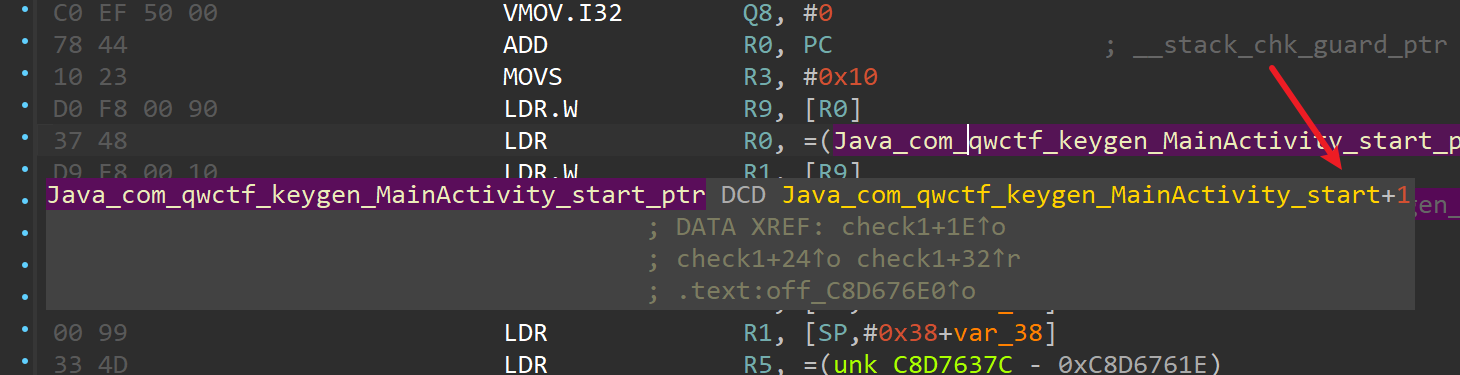 C0 EF 50 00 VMOV.I32 Q8, #0
78 44 ADD R0, PC ; __stack_chk_guard_ptr
10 23 MOVS R3, #0x10
D0 F8 00 90 LDR.W R9, [R0]
37 48 LDR R0, =(Java_com_qwctf_keygen_MainActivity_start_p
D9 F8 00 10 LDR.W R1, [R9]
Java_com_qwctf_keygen_MainActivity_start_ptr DCD Java_com_qwctf_keygen_MainActivity_start+1
; DATA XREF: check1+1E↑o
; check1+24↑o check1+32↑r
; .text:off_C8D676E0↑o
00 99 LDR R1, [SP,#0x38+var_38]
33 4D LDR R5, =(unk_C8D7637C - 0xC8D6761E)